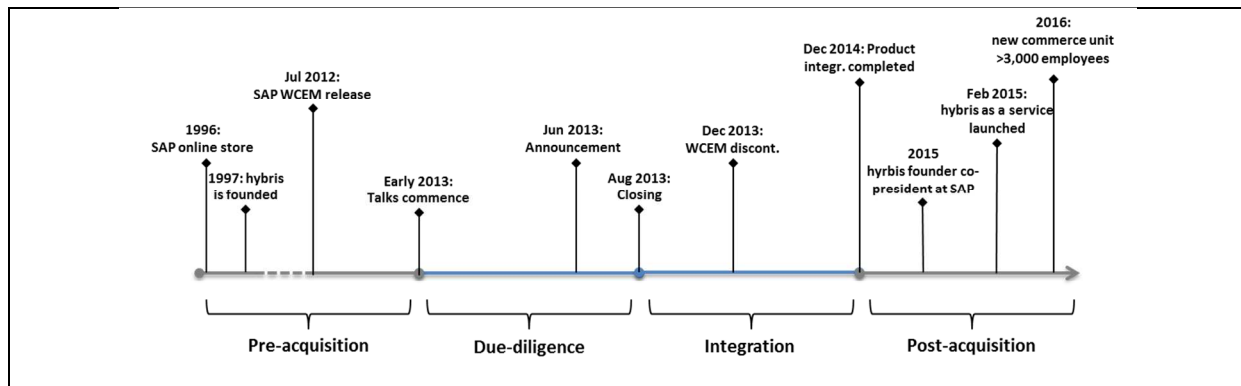 1996:
SAP online store
1997: hybris
is founded
Jul 2012:
SAP WCEM release
Early 2013:
Talks commence
Jun 2013:
Announcement
Aug 2013:
Closing
Dec 2013:
WCEM discont.
Dec 2014: Product
integr. completed
2015
hyrbis founder co-
president at SAP
Feb 2015:
hybris as a service
launched
2016:
new commerce unit
>3,000 employees
Pre-acquisition
Due-diligence
Integration
Post-acquisition